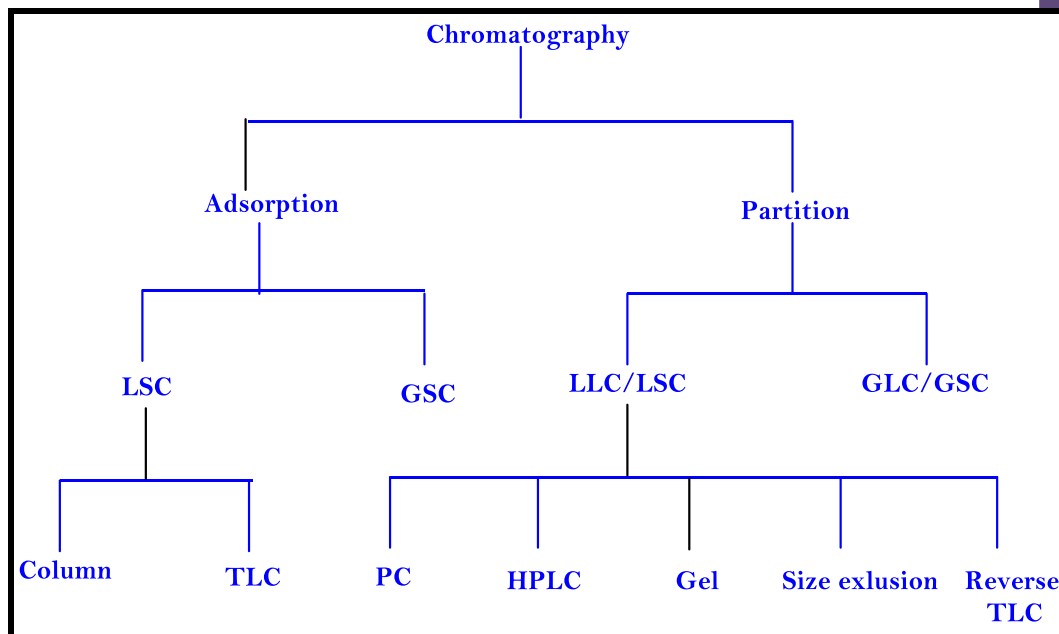 Chromatography
Adsorption
Partition
LSC
GSC
LLC/LSC
GLC/GSC
Column
TLC
PC
HPLC
Gel
Size exlusion
Reverse
TLC